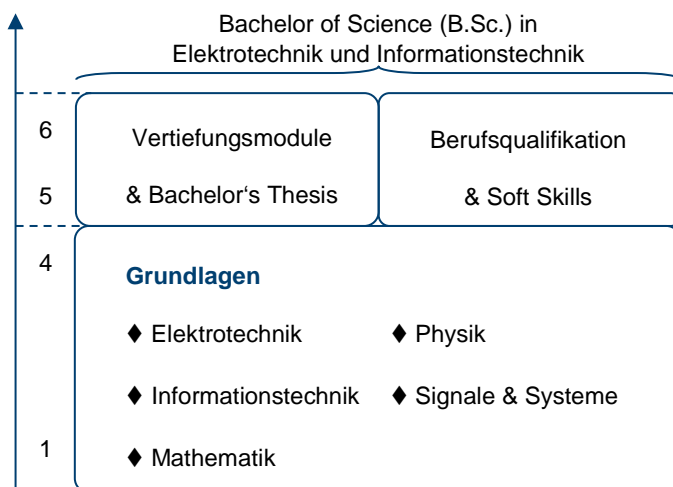 Bachelor of Science (B.Sc.) in
Elektrotechnik und Informationstechnik
6
Vertiefungsmodule
Berufsqualifikation
5
& Bachelor‘s Thesis
& Soft Skills
4
Grundlagen
♦ Elektrotechnik
♦ Physik
♦ Informationstechnik
♦ Signale & Systeme
1
♦ Mathematik